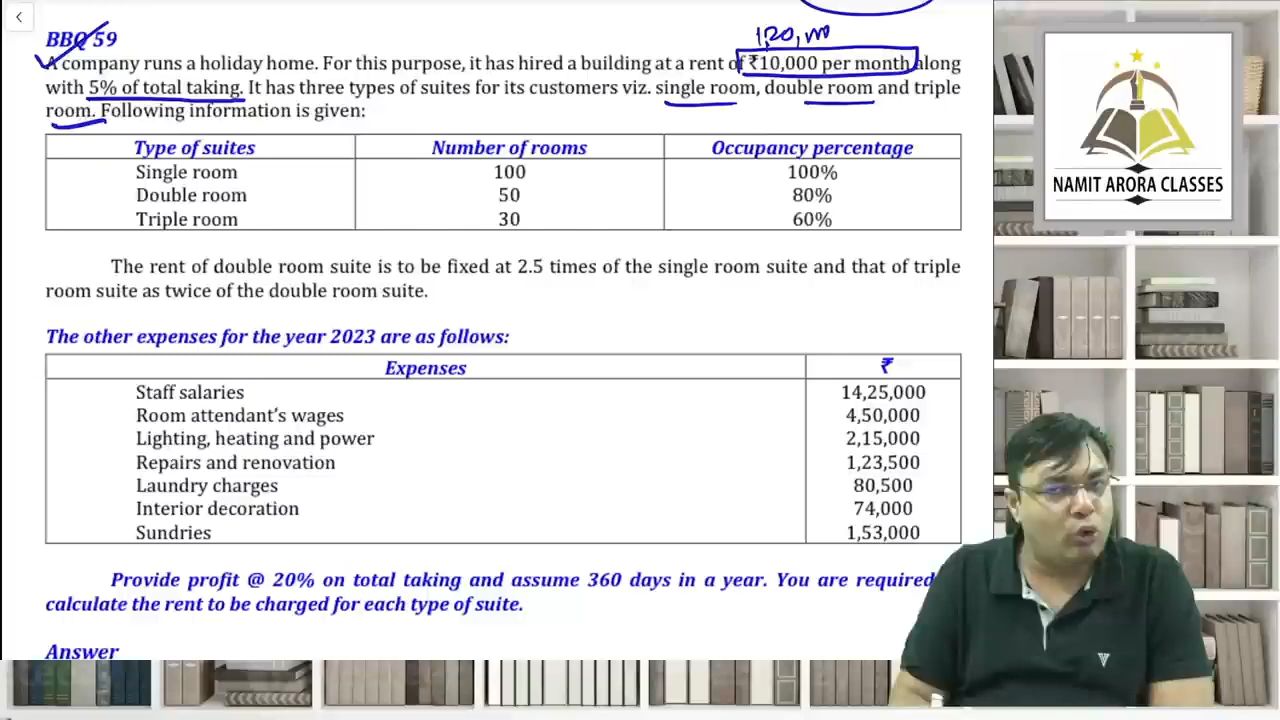 BBQ 59
1,20,000
A company runs a holiday home. For this purpose, it has hired a building at a rent of ₹10,000 per month along
with 5% of total taking. It has three types of suites for its customers viz. single room, double room and triple
room. Following information is given:
Type of suites Number of rooms Occupancy percentage
Single room 100 100%
Double room 50 80%
Triple room 30 60%
The rent of double room suite is to be fixed at 2.5 times of the single room suite and that of triple
room suite as twice of the double room suite.
The other expenses for the year 2023 are as follows:
Expenses ₹
Staff salaries 14,25,000
Room attendant's wages 4,50,000
Lighting, heating and power 2,15,000
Repairs and renovation 1,23,500
Laundry charges 80,500
Interior decoration 74,000
Sundries 1,53,000
Provide profit @ 20% on total taking and assume 360 days in a year. You are required
calculate the rent to be charged for each type of suite.
Answer
NAMIT ARORA CLASSES